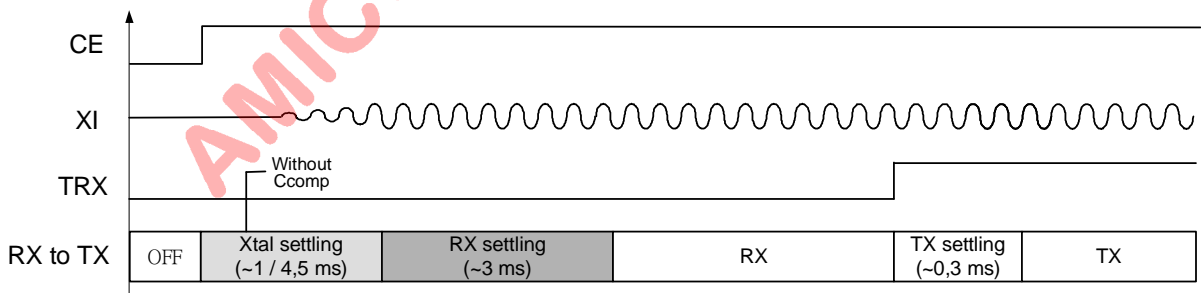 CE
AMIC
XI
Without
Ccomp
TRX
RX to TX
OFF
Xtal settling
(~1 / 4,5 ms)
RX settling
(~3 ms)
RX
TX settling
(~0,3 ms)
TX